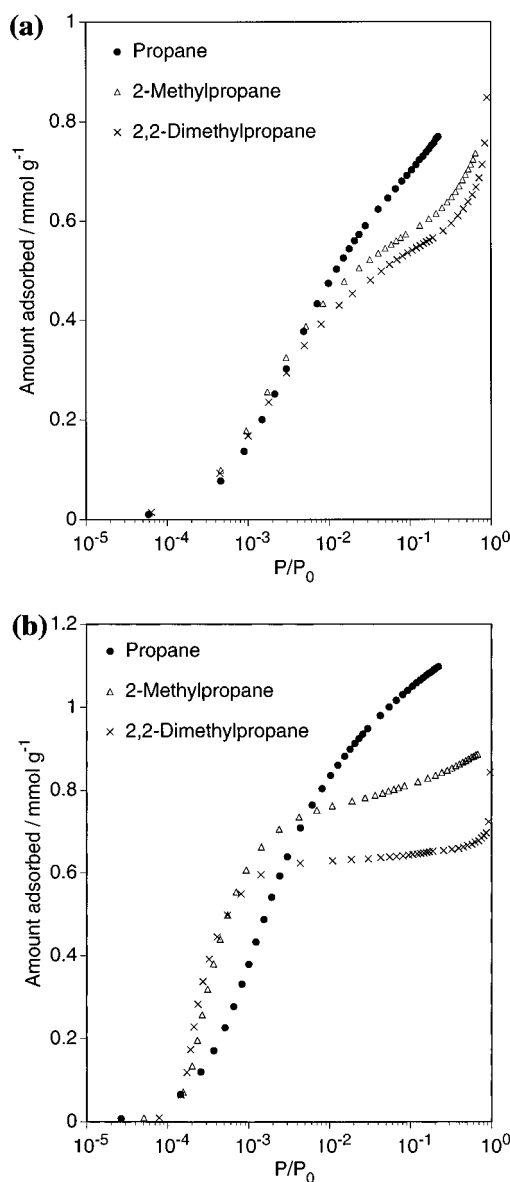 (a)
1
0.8
0.6
0.4
0.2
0
Amount adsorbed / mmol g⁻¹
● Propane
△ 2-Methylpropane
× 2,2-Dimethylpropane
10⁻⁵ 10⁻⁴ 10⁻³ 10⁻² 10⁻¹ 10⁰
P/P₀
(b)
1.2
1
0.8
0.6
0.4
0.2
0
Amount adsorbed / mmol g⁻¹
● Propane
△ 2-Methylpropane
× 2,2-Dimethylpropane
10⁻⁵ 10⁻⁴ 10⁻³ 10⁻² 10⁻¹ 10⁰
P/P₀